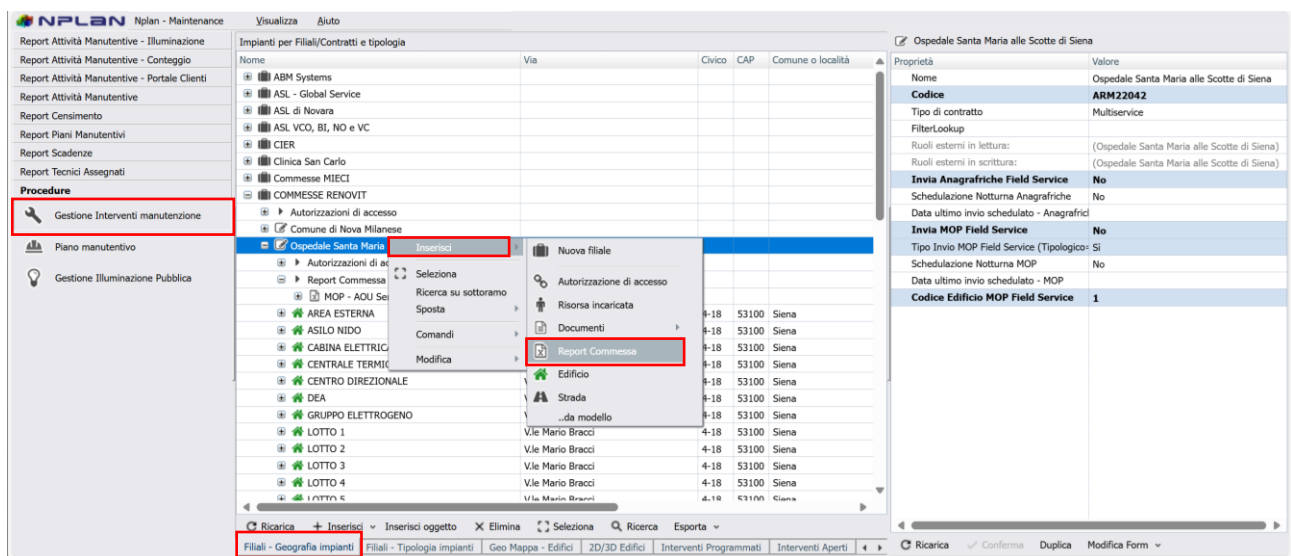 NPLan Nplan - Maintenance Visualizza Aiuto
Report Attività Manutentive - Illuminazione
Report Attività Manutentive - Conteggio
Report Attività Manutentive - Portale Clienti
Report Attività Manutentive
Report Censimento
Report Piani Manutentivi
Report Scadenze
Report Tecnici Assegnati
Procedure
Gestione Interventi manutenzione
Piano manutentivo
Gestione Illuminazione Pubblica
Impianti per Filiali/Contratti e tipologia
Nome Via Civico CAP Comune o località
ABM Systems
ASL - Global Service
ASL di Novara
ASL VCO, BI, NO e VC
CIER
Clinica San Carlo
Commesse MIECI
COMMESSE RENOVIT
Autorizzazioni di accesso
Comune di Nova Milanese
Ospedale Santa Maria
Autorizzazioni di ac
Report Commessa
MOP - AOU Se
AREA ESTERNA 4-18 53100 Siena
ASILO NIDO 4-18 53100 Siena
CABINA ELETTRICA 4-18 53100 Siena
CENTRALE TERMIC 4-18 53100 Siena
CENTRO DIREZIONALE V 4-18 53100 Siena
DEA V 4-18 53100 Siena
GRUPPO ELETTROGENO V 4-18 53100 Siena
LOTTO 1 V.le Mario Bracci 4-18 53100 Siena
LOTTO 2 V.le Mario Bracci 4-18 53100 Siena
LOTTO 3 V.le Mario Bracci 4-18 53100 Siena
LOTTO 4 V.le Mario Bracci 4-18 53100 Siena
LOTTO 5 V.le Mario Bracci 4-18 53100 Siena
Inserisci
Seleziona
Ricerca su sottoramo
Sposta
Comandi
Modifica
Nuova filiale
Autorizzazione di accesso
Risorsa incaricata
Documenti
Report Commessa
Edificio
Strada
..da modello
Ricarica + Inserisci Inserisci oggetto Elimina Seleziona Ricerca Esporta
Filiali - Geografia impianti Filiali - Tipologia impianti Geo Mappa - Edifici 2D/3D Edifici Interventi Programmati Interventi Aperti
Ospedale Santa Maria alle Scotte di Siena
Proprietà Valore
Nome Ospedale Santa Maria alle Scotte di Siena
Codice ARM22042
Tipo di contratto Multiservice
FilterLookup
Ruoli esterni in lettura: (Ospedale Santa Maria alle Scotte di Siena)
Ruoli esterni in scrittura: (Ospedale Santa Maria alle Scotte di Siena)
Invia Anagrafriche Field Service No
Schedulazione Notturna Anagrafriche No
Data ultimo invio schedulato - Anagrafric
Invia MOP Field Service No
Tipo Invio MOP Field Service (Tipologico= Sì
Schedulazione Notturna MOP No
Data ultimo invio schedulato - MOP
Codice Edificio MOP Field Service 1
Ricarica Conferma Duplica Modifica Form